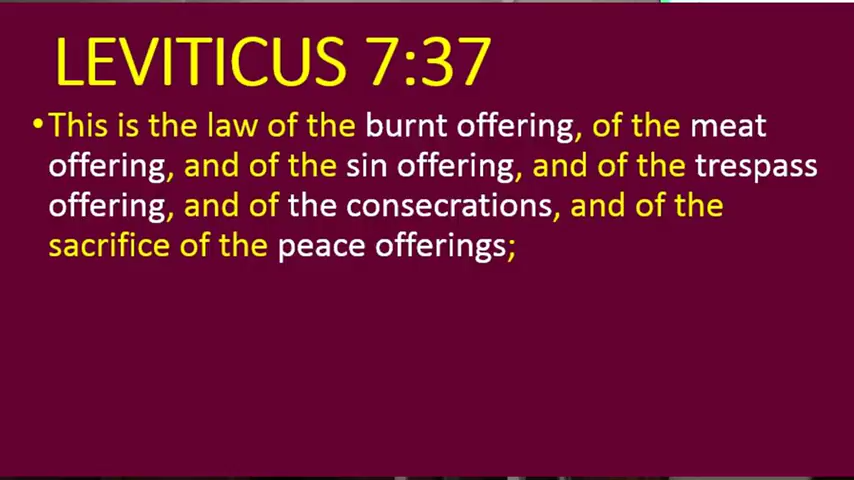 LEVITICUS 7:37
•This is the law of the burnt offering, of the meat
offering, and of the sin offering, and of the trespass
offering, and of the consecrations, and of the
sacrifice of the peace offerings;